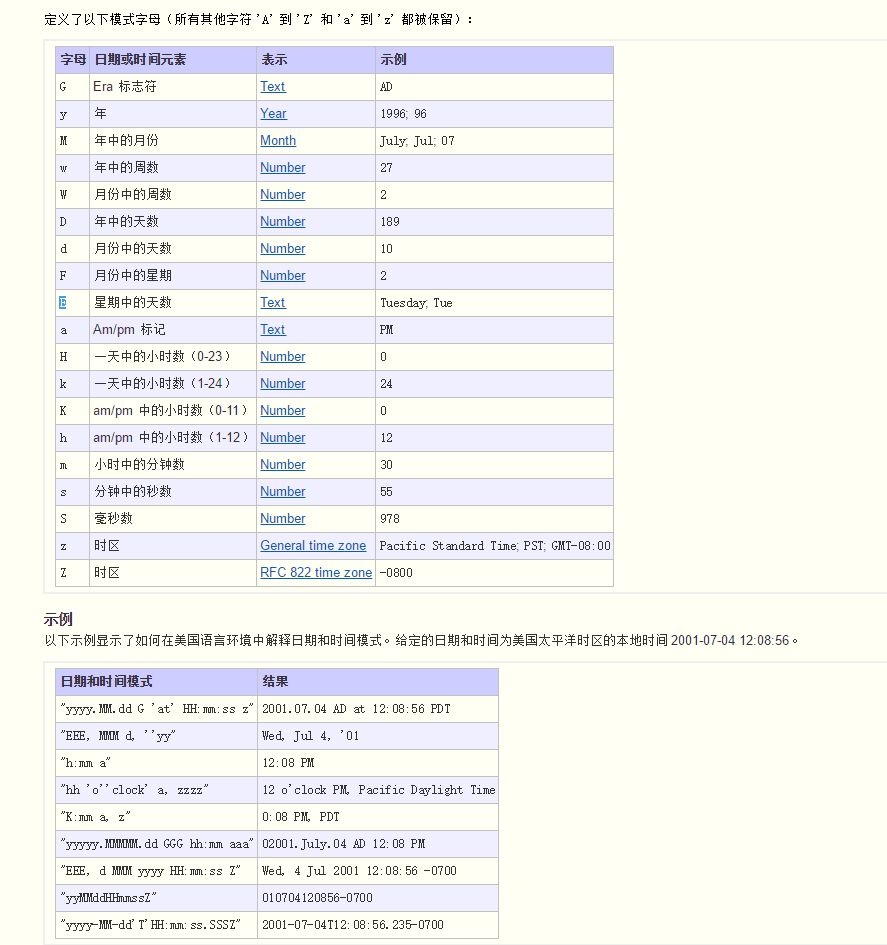 定义了以下模式字母（所有其他字符 'A' 到 'Z' 和 'a' 到 'z' 都被保留）：
字母 日期或时间元素 表示 示例
G Era 标志符 Text AD
y 年 Year 1996; 96
M 年中的月份 Month July; Jul; 07
w 年中的周数 Number 27
W 月份中的周数 Number 2
D 年中的天数 Number 189
d 月份中的天数 Number 10
F 月份中的星期 Number 2
E 星期中的天数 Text Tuesday; Tue
a Am/pm 标记 Text PM
H 一天中的小时数（0-23） Number 0
k 一天中的小时数（1-24） Number 24
K am/pm 中的小时数（0-11） Number 0
h am/pm 中的小时数（1-12） Number 12
m 小时中的分钟数 Number 30
s 分钟中的秒数 Number 55
S 毫秒数 Number 978
z 时区 General time zone Pacific Standard Time; PST; GMT-08:00
Z 时区 RFC 822 time zone -0800
示例
以下示例显示了如何在美国语言环境中解释日期和时间模式。给定的日期和时间为美国太平洋时区的本地时间 2001-07-04 12:08:56。
日期和时间模式 结果
"yyyy.MM.dd G 'at' HH:mm:ss z" 2001.07.04 AD at 12:08:56 PDT
"EEE, MMM d, ''yy" Wed, Jul 4, '01
"h:mm a" 12:08 PM
"hh 'o''clock' a, zzzz" 12 o'clock PM, Pacific Daylight Time
"K:mm a, z" 0:08 PM, PDT
"yyyyy.MMMMM.dd GGG hh:mm aaa" 02001.July.04 AD 12:08 PM
"EEE, d MMM yyyy HH:mm:ss Z" Wed, 4 Jul 2001 12:08:56 -0700
"yyMMddHHmmssZ" 010704120856-0700
"yyyy-MM-dd'T'HH:mm:ss.SSSZ" 2001-07-04T12:08:56.235-0700